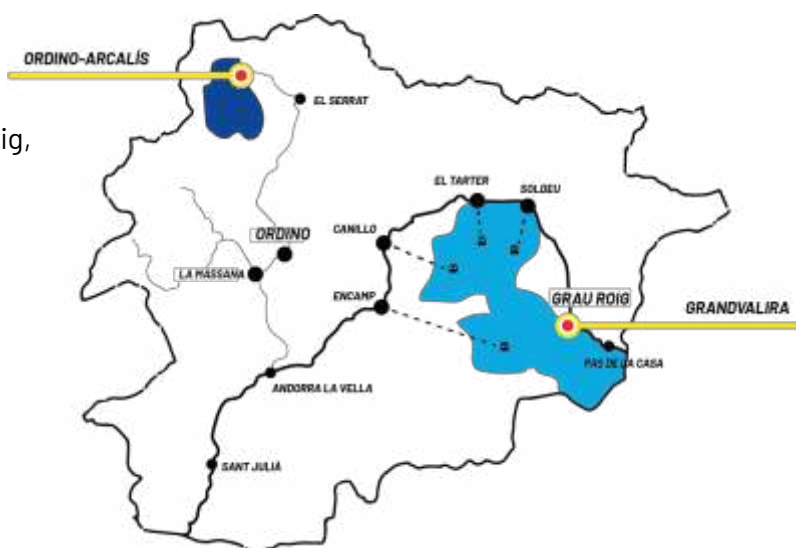 ORDINO-ARCALÍS
EL SERRAT
ig,
EL TARTER
SOLDEU
CANILLO
ORDINO
LA MASSANA
ENCAMP
GRAU ROIG
GRANDVALIRA
PAS DE LA CASA
ANDORRA LA VELLA
SANT JULIÀ